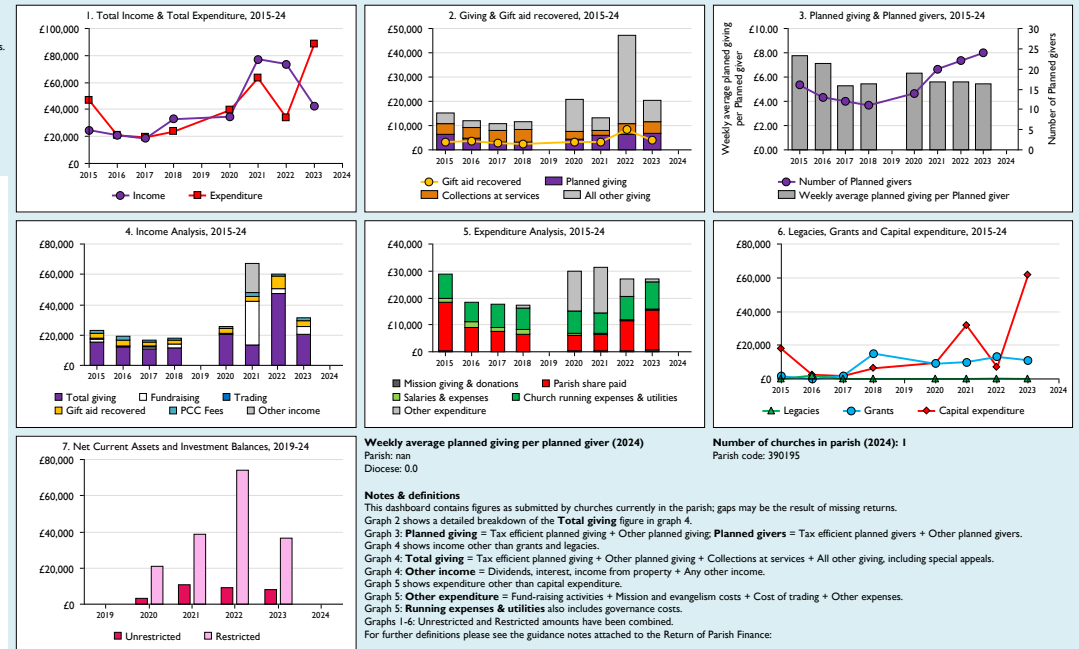 s.
1. Total Income & Total Expenditure, 2015-24
£100,000
£80,000
£60,000
£40,000
£20,000
£0
2015 2016 2017 2018 2019 2020 2021 2022 2023 2024
Income Expenditure
2. Giving & Gift aid recovered, 2015-24
£50,000
£40,000
£30,000
£20,000
£10,000
£0
2015 2016 2017 2018 2019 2020 2021 2022 2023 2024
Gift aid recovered Planned giving
Collections at services All other giving
3. Planned giving & Planned givers, 2015-24
Weekly average planned giving
per Planned giver
£10.00
£8.00
£6.00
£4.00
£2.00
£0.00
30
25
20
15
10
5
0
Number of Planned givers
2015 2016 2017 2018 2019 2020 2021 2022 2023 2024
Number of Planned givers
Weekly average planned giving per Planned giver
4. Income Analysis, 2015-24
£80,000
£60,000
£40,000
£20,000
£0
2015 2016 2017 2018 2019 2020 2021 2022 2023 2024
Total giving Fundraising Trading
Gift aid recovered PCC Fees Other income
5. Expenditure Analysis, 2015-24
£40,000
£30,000
£20,000
£10,000
£0
2015 2016 2017 2018 2019 2020 2021 2022 2023 2024
Mission giving & donations Parish share paid
Salaries & expenses Church running expenses & utilities
Other expenditure
6. Legacies, Grants and Capital expenditure, 2015-24
£80,000
£60,000
£40,000
£20,000
£0
2015 2016 2017 2018 2019 2020 2021 2022 2023 2024
Legacies Grants Capital expenditure
7. Net Current Assets and Investment Balances, 2019-24
£80,000
£60,000
£40,000
£20,000
£0
2019 2020 2021 2022 2023 2024
Unrestricted Restricted
Weekly average planned giving per planned giver (2024)
Parish: nan
Diocese: 0.0
Number of churches in parish (2024): 1
Parish code: 390195
Notes & definitions
This dashboard contains figures as submitted by churches currently in the parish; gaps may be the result of missing returns.
Graph 2 shows a detailed breakdown of the Total giving figure in graph 4.
Graph 3: Planned giving = Tax efficient planned giving + Other planned giving; Planned givers = Tax efficient planned givers + Other planned givers.
Graph 4 shows income other than grants and legacies.
Graph 4: Total giving = Tax efficient planned giving + Other planned giving + Collections at services + All other giving, including special appeals.
Graph 4: Other income = Dividends, interest, income from property + Any other income.
Graph 5 shows expenditure other than capital expenditure.
Graph 5: Other expenditure = Fund-raising activities + Mission and evangelism costs + Cost of trading + Other expenses.
Graph 5: Running expenses & utilities also includes governance costs.
Graphs 1-6: Unrestricted and Restricted amounts have been combined.
For further definitions please see the guidance notes attached to the Return of Parish Finance: